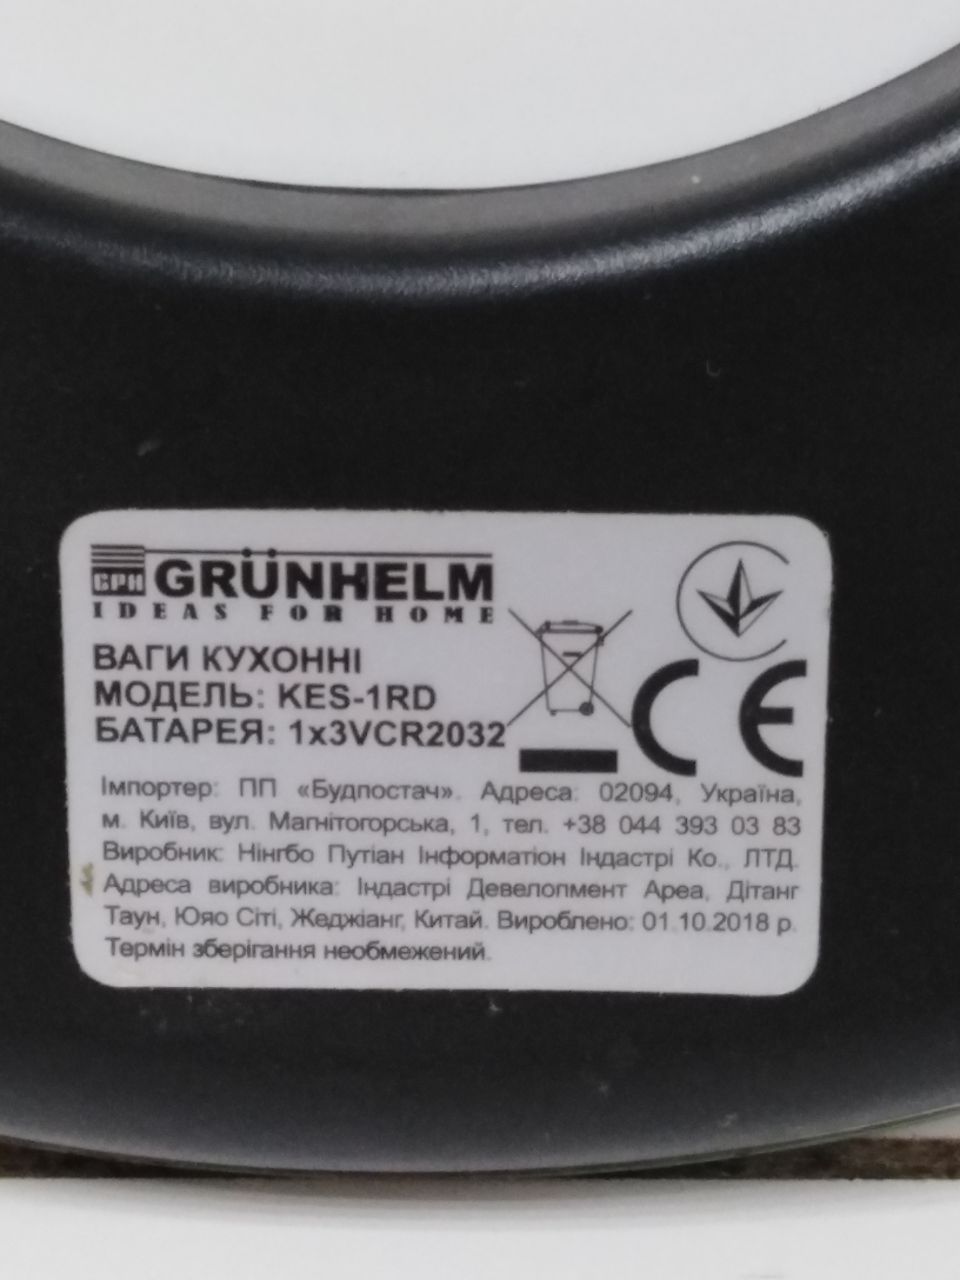 ВРН GRÜNHELM
IDEAS FOR HOME
ВАГИ КУХОННІ
МОДЕЛЬ: KES-1RD
БАТАРЕЯ: 1x3VCR2032
CE
Імпортер: ПП «Будпостач». Адреса: 02094, Україна,
м. Київ, вул. Магнітогорська, 1, тел. +38 044 393 03 83
Виробник: Нінгбо Путіан Інформатіон Індастрі Ко., ЛТД.
Адреса виробника: Індастрі Девелопмент Ареа, Дітанг
Таун, Юяо Сіті, Жеджіанг, Китай. Вироблено: 01.10.2018 р.
Термін зберігання необмежений.